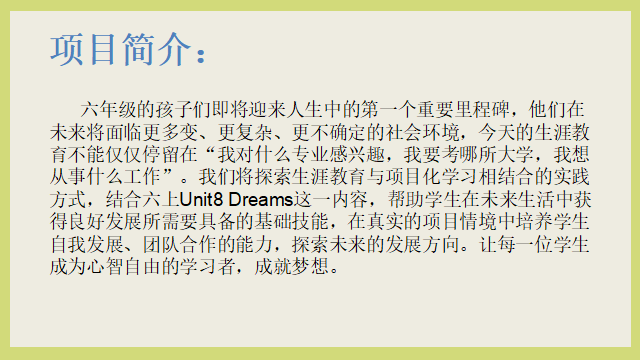 项目简介：
六年级的孩子们即将迎来人生中的第一个重要里程碑，他们在
未来将面临更多变、更复杂、更不确定的社会环境，今天的生涯教
育不能仅仅停留在“我对什么专业感兴趣，我要考哪所大学，我想
从事什么工作”。我们将探索生涯教育与项目化学习相结合的实践
方式，结合六上Unit8 Dreams这一内容，帮助学生在未来生活中获
得良好发展所需要具备的基础技能，在真实的项目情境中培养学生
自我发展、团队合作的能力，探索未来的发展方向。让每一位学生
成为心智自由的学习者，成就梦想。